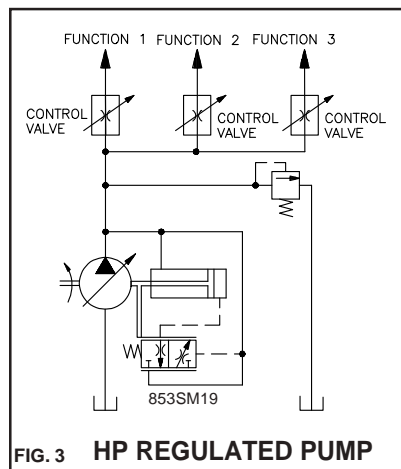 FUNCTION 1 FUNCTION 2 FUNCTION 3
CONTROL VALVE
CONTROL VALVE
CONTROL VALVE
853SM19
FIG. 3 HP REGULATED PUMP